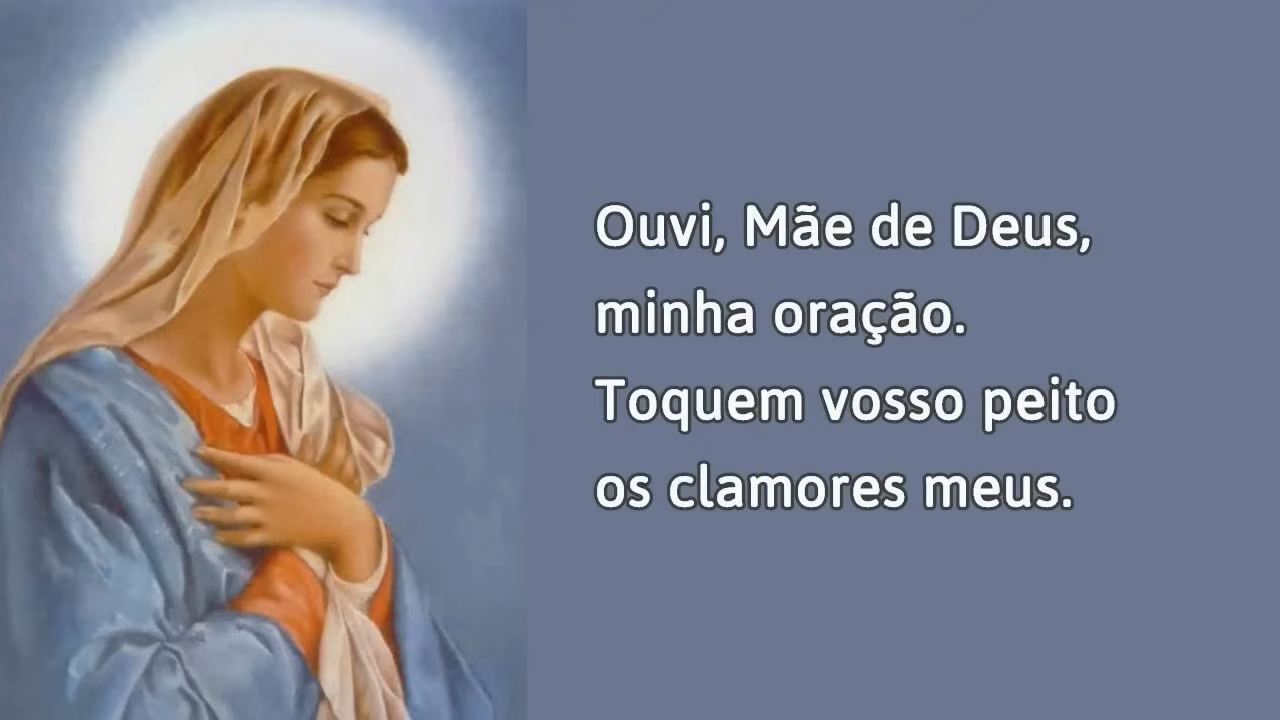 Ouvi, Mãe de Deus,
minha oração.
Toquem vosso peito
os clamores meus.